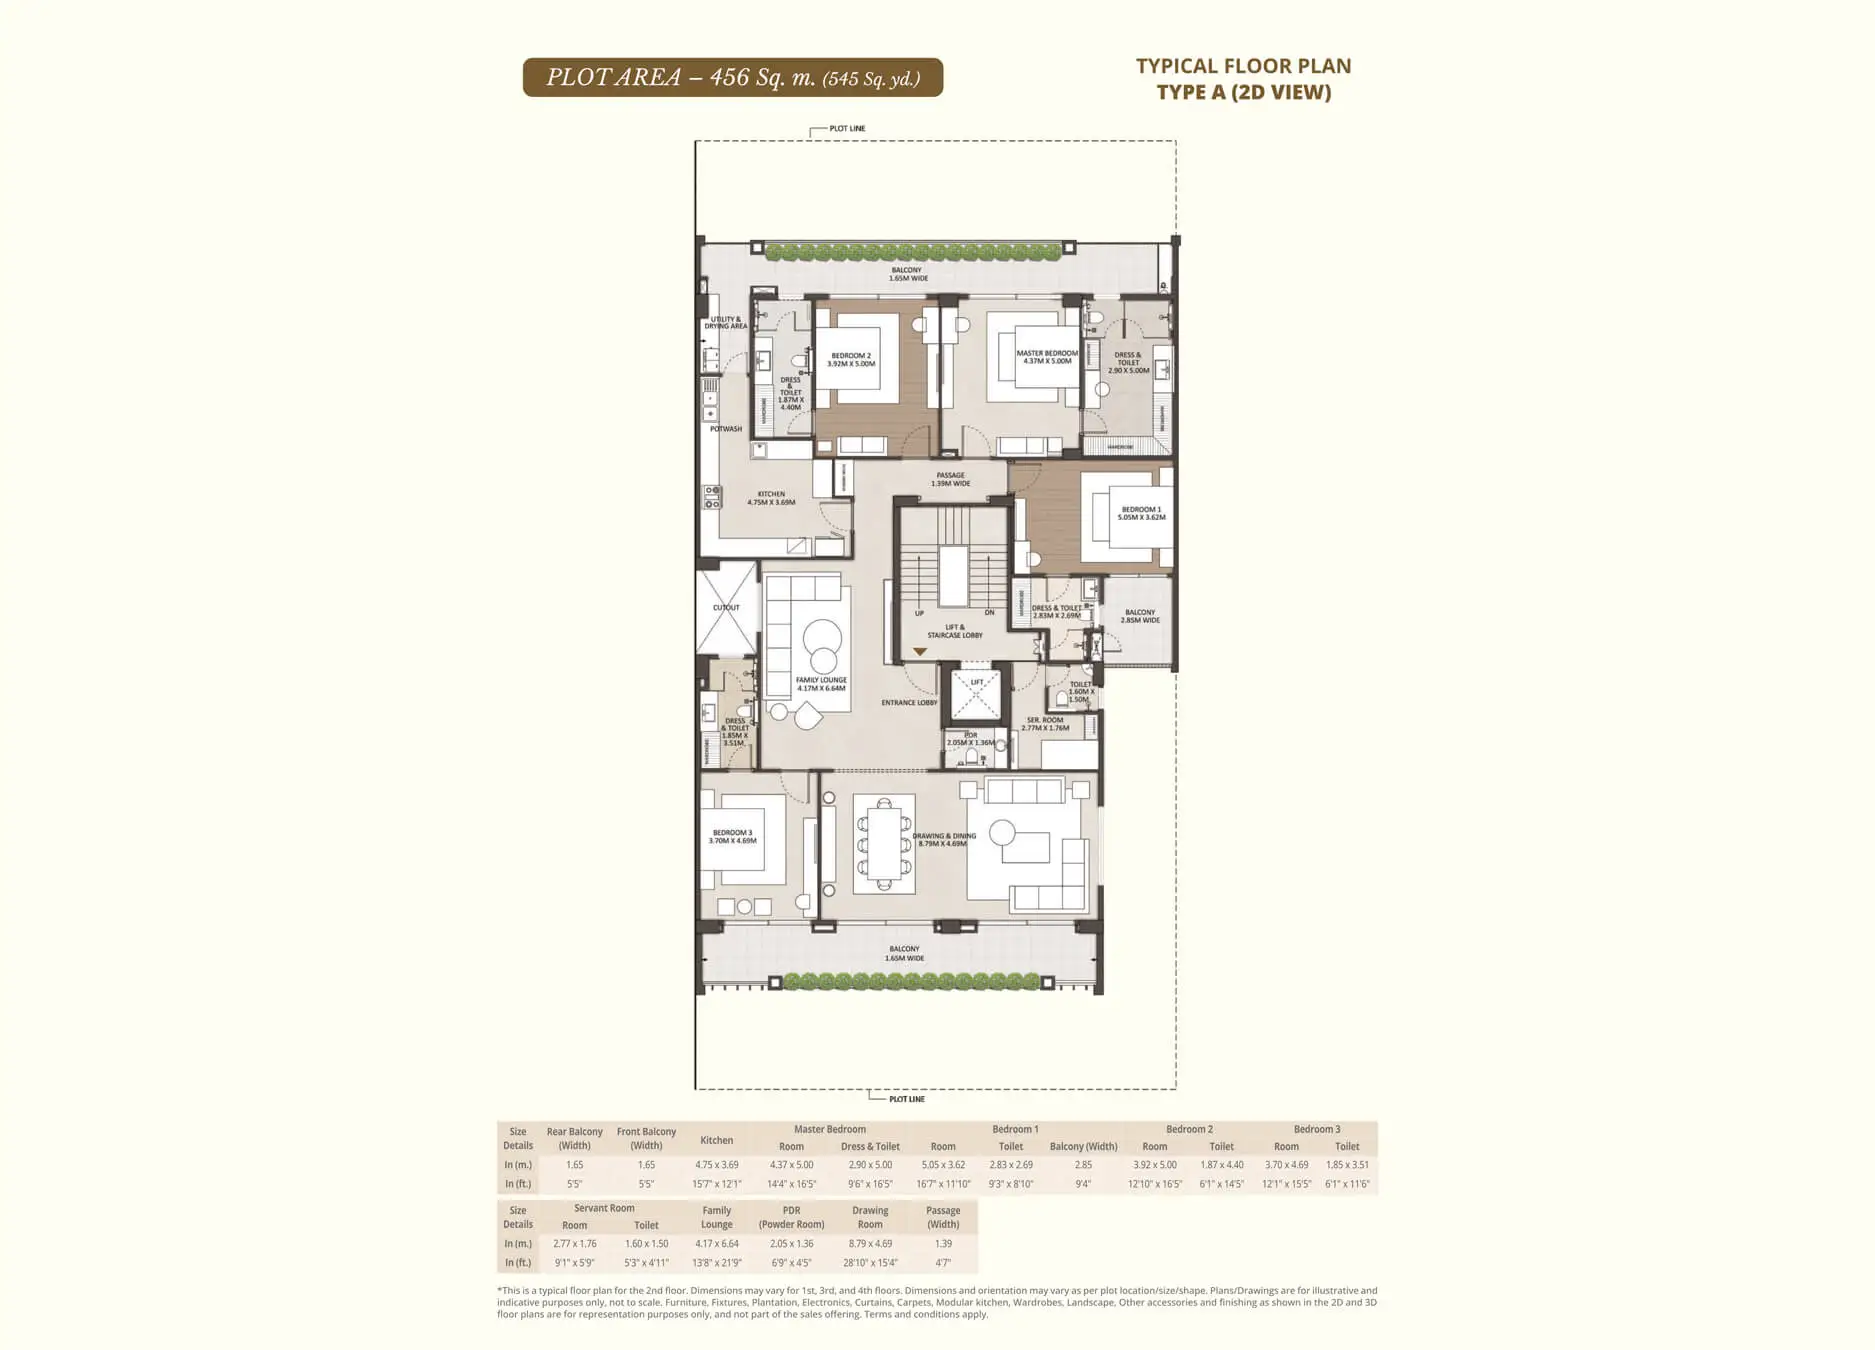 PLOT AREA – 456 Sq. m. (545 Sq. yd.)
TYPICAL FLOOR PLAN
TYPE A (2D VIEW)
PLOT LINE
BALCONY
1.65M WIDE
UTILITY &
DRYING AREA
DRESS
&
TOILET
1.87M X
4.40M
WARDROBE
BEDROOM 2
3.92M X 5.00M
MASTER BEDROOM
4.37M X 5.00M
DRESS &
TOILET
2.90 X 5.00M
WARDROBE
WARDROBE
WARDROBE
POTWASH
KITCHEN
4.75M X 3.69M
PASSAGE
1.39M WIDE
BEDROOM 1
5.05M X 3.62M
CUTOUT
UP
DN
LIFT &
STAIRCASE LOBBY
WARDROBE
DRESS & TOILET
2.83M X 2.69M
BALCONY
2.85M WIDE
FAMILY LOUNGE
4.17M X 6.64M
ENTRANCE LOBBY
LIFT
TOILET
1.60M X
1.50M
SER. ROOM
2.77M X 1.76M
PDR
2.05M X 1.36M
DRESS
& TOILET
1.85M X
3.51M
WARDROBE
BEDROOM 3
3.70M X 4.69M
DRAWING & DINING
8.79M X 4.69M
BALCONY
1.65M WIDE
PLOT LINE
Size Details Rear Balcony (Width) Front Balcony (Width) Kitchen Master Bedroom Bedroom 1 Bedroom 2 Bedroom 3
Room Dress & Toilet Room Toilet Balcony (Width) Room Toilet Room Toilet
In (m.) 1.65 1.65 4.75 x 3.69 4.37 x 5.00 2.90 x 5.00 5.05 x 3.62 2.83 x 2.69 2.85 3.92 x 5.00 1.87 x 4.40 3.70 x 4.69 1.85 x 3.51
In (ft.) 5'5" 5'5" 15'7" x 12'1" 14'4" x 16'5" 9'6" x 16'5" 16'7" x 11'10" 9'3" x 8'10" 9'4" 12'10" x 16'5" 6'1" x 14'5" 12'1" x 15'5" 6'1" x 11'6"
Size Details Servant Room Family Lounge PDR (Powder Room) Drawing Room Passage (Width)
Room Toilet
In (m.) 2.77 x 1.76 1.60 x 1.50 4.17 x 6.64 2.05 x 1.36 8.79 x 4.69 1.39
In (ft.) 9'1" x 5'9" 5'3" x 4'11" 13'8" x 21'9" 6'9" x 4'5" 28'10" x 15'4" 4'7"
*This is a typical floor plan for the 2nd floor. Dimensions may vary for 1st, 3rd, and 4th floors. Dimensions and orientation may vary as per plot location/size/shape. Plans/Drawings are for illustrative and
indicative purposes only, not to scale. Furniture, Fixtures, Plantation, Electronics, Curtains, Carpets, Modular kitchen, Wardrobes, Landscape, Other accessories and finishing as shown in the 2D and 3D
floor plans are for representation purposes only, and not part of the sales offering. Terms and conditions apply.